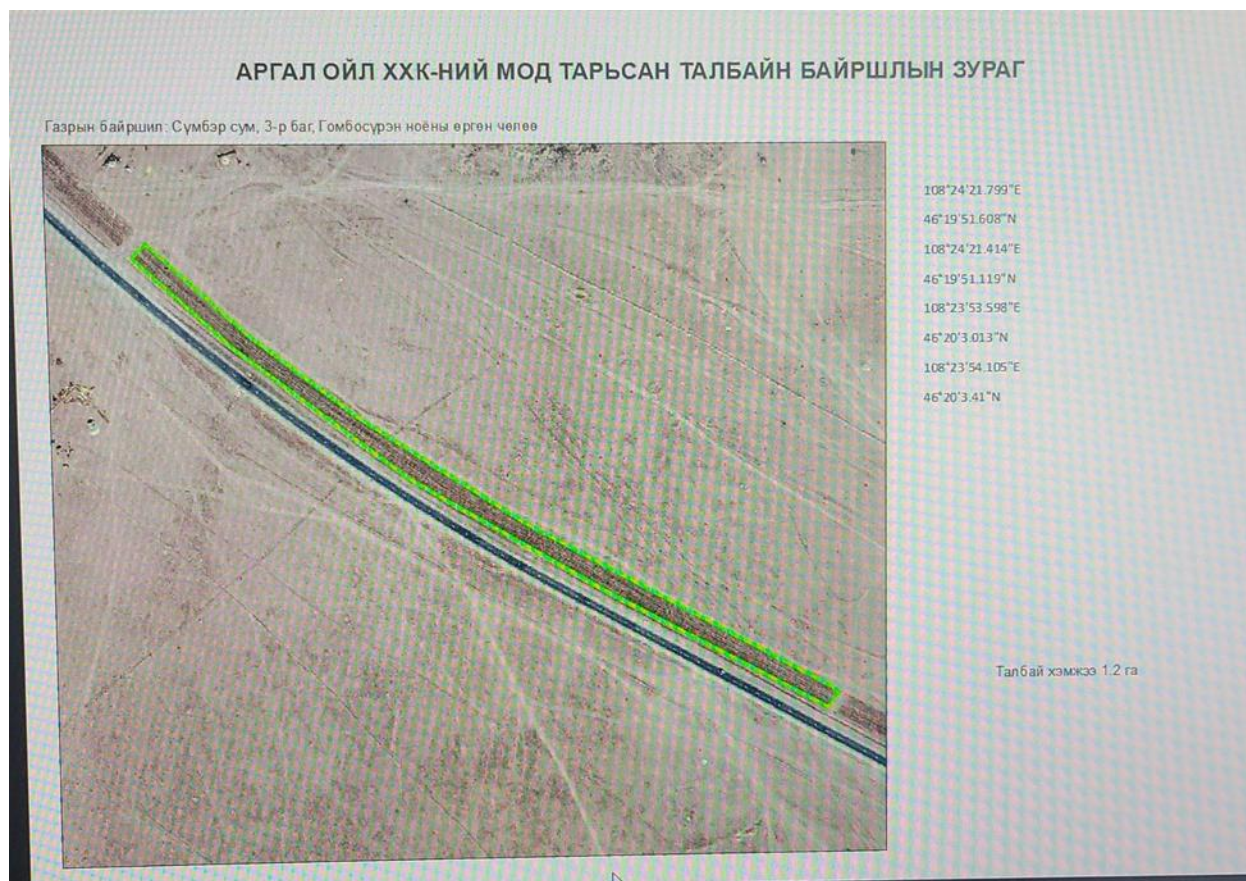 АРГАЛ ОЙЛ ХХК-НИЙ МОД ТАРЬСАН ТАЛБАЙН БАЙРШЛЫН ЗУРАГ
Газрын байршил: Сүмбэр сум, 3-р баг, Гомбосүрэн ноёны өргөн чөлөө
108°24'21.799"E
46°19'51.608"N
108°24'21.414"E
46°19'51.119"N
108°23'53.598"E
46°20'3.013"N
108°23'54.105"E
46°20'3.41"N
Талбай хэмжээ 1.2 га